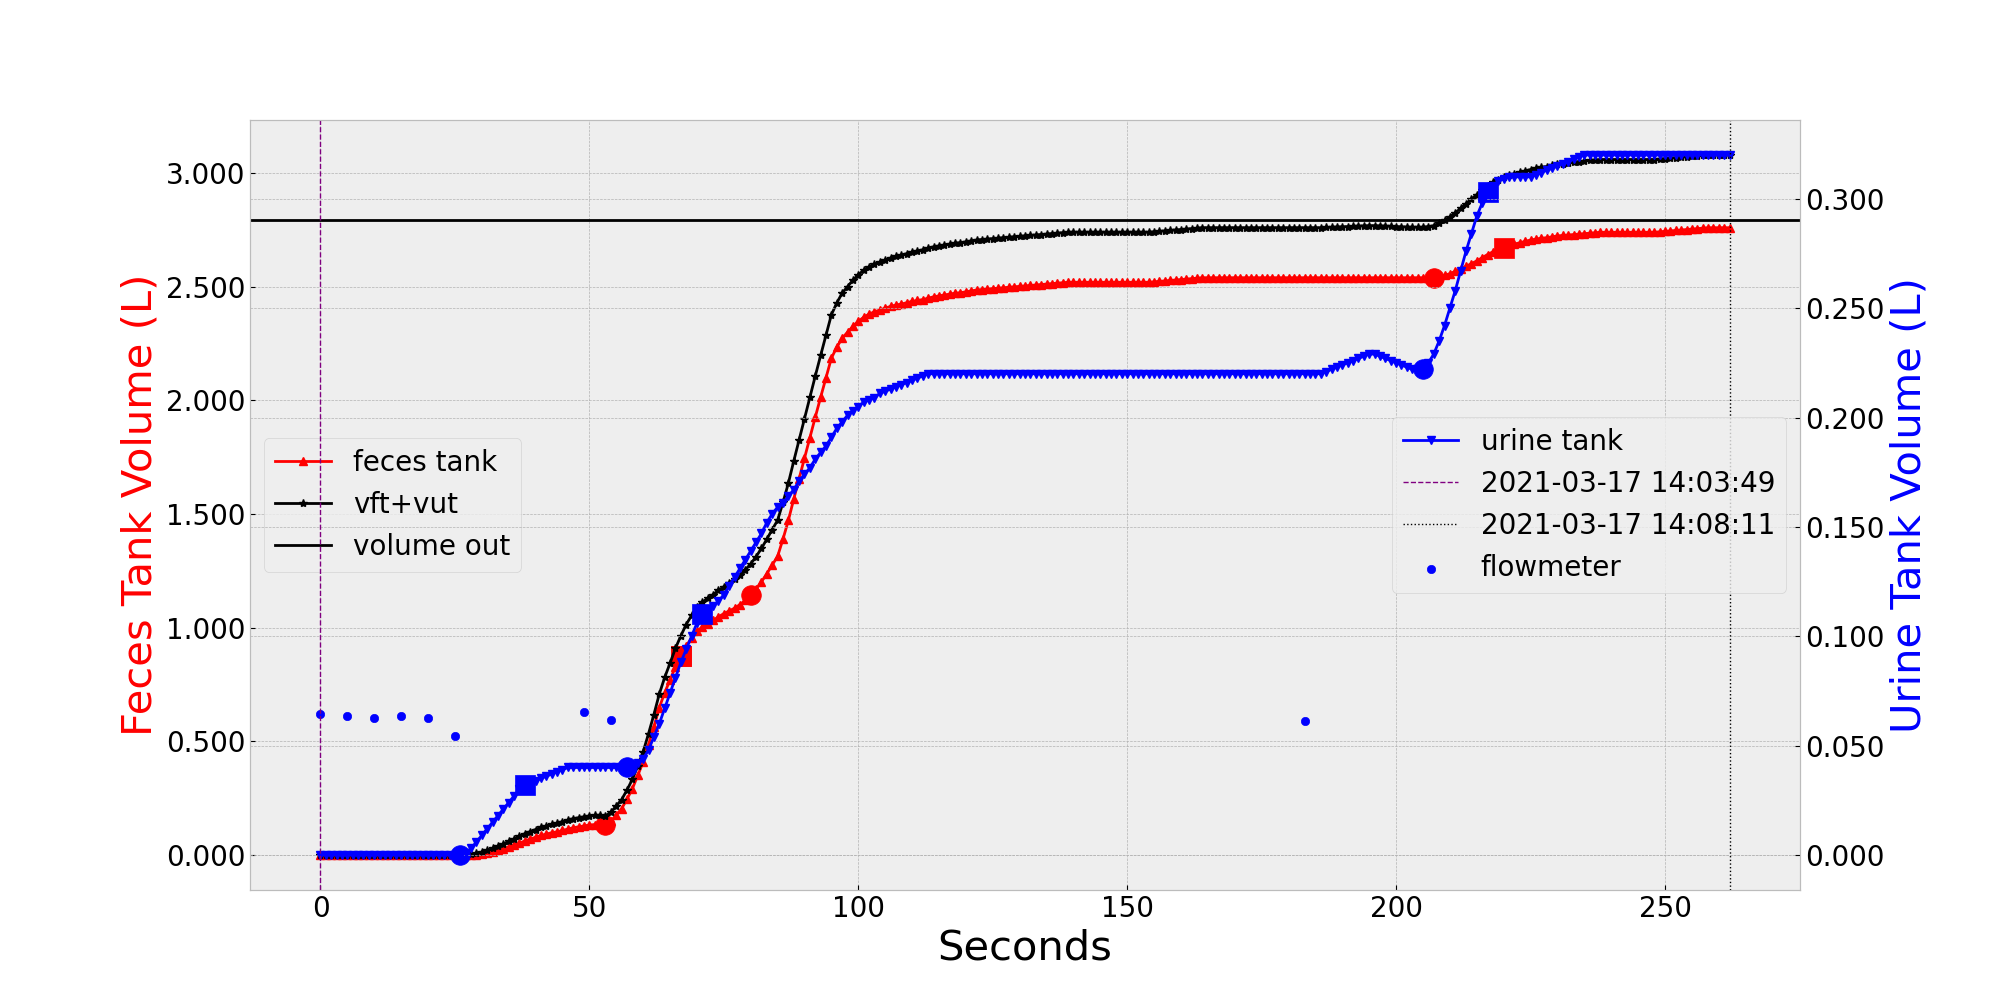 3.000
2.500
2.000
1.500
1.000
0.500
0.000
Feces Tank Volume (L)
feces tank
vft+vut
volume out
urine tank
2021-03-17 14:03:49
2021-03-17 14:08:11
flowmeter
0.300
0.250
0.200
0.150
0.100
0.050
0.000
Urine Tank Volume (L)
0 50 100 150 200 250
Seconds